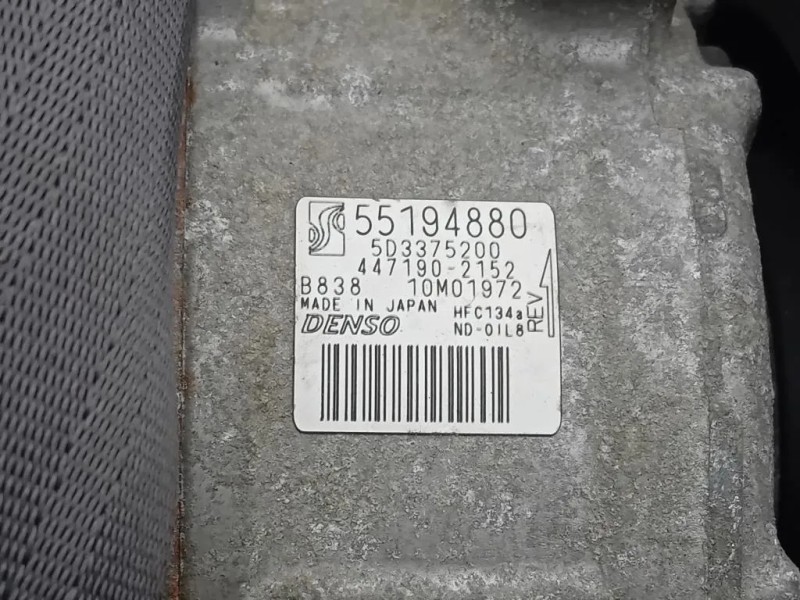 55194880
5D3375200
447190-2152
B838 10M01972
MADE IN JAPAN HFC134a
DENSO ND-OIL8
REV